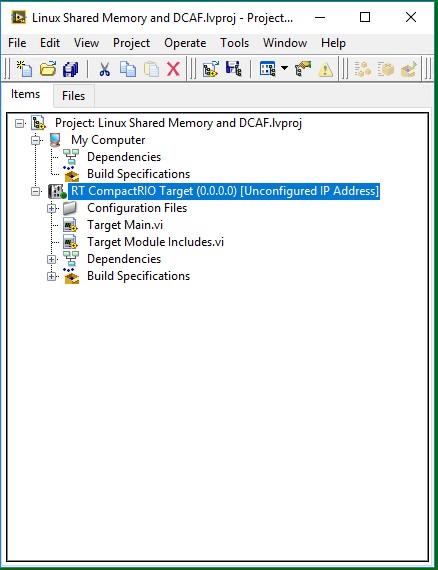 Linux Shared Memory and DCAF.lvproj - Project...
File Edit View Project Operate Tools Window Help
Items Files
Project: Linux Shared Memory and DCAF.lvproj
My Computer
Dependencies
Build Specifications
RT CompactRIO Target (0.0.0.0) [Unconfigured IP Address]
Configuration Files
Target Main.vi
Target Module Includes.vi
Dependencies
Build Specifications